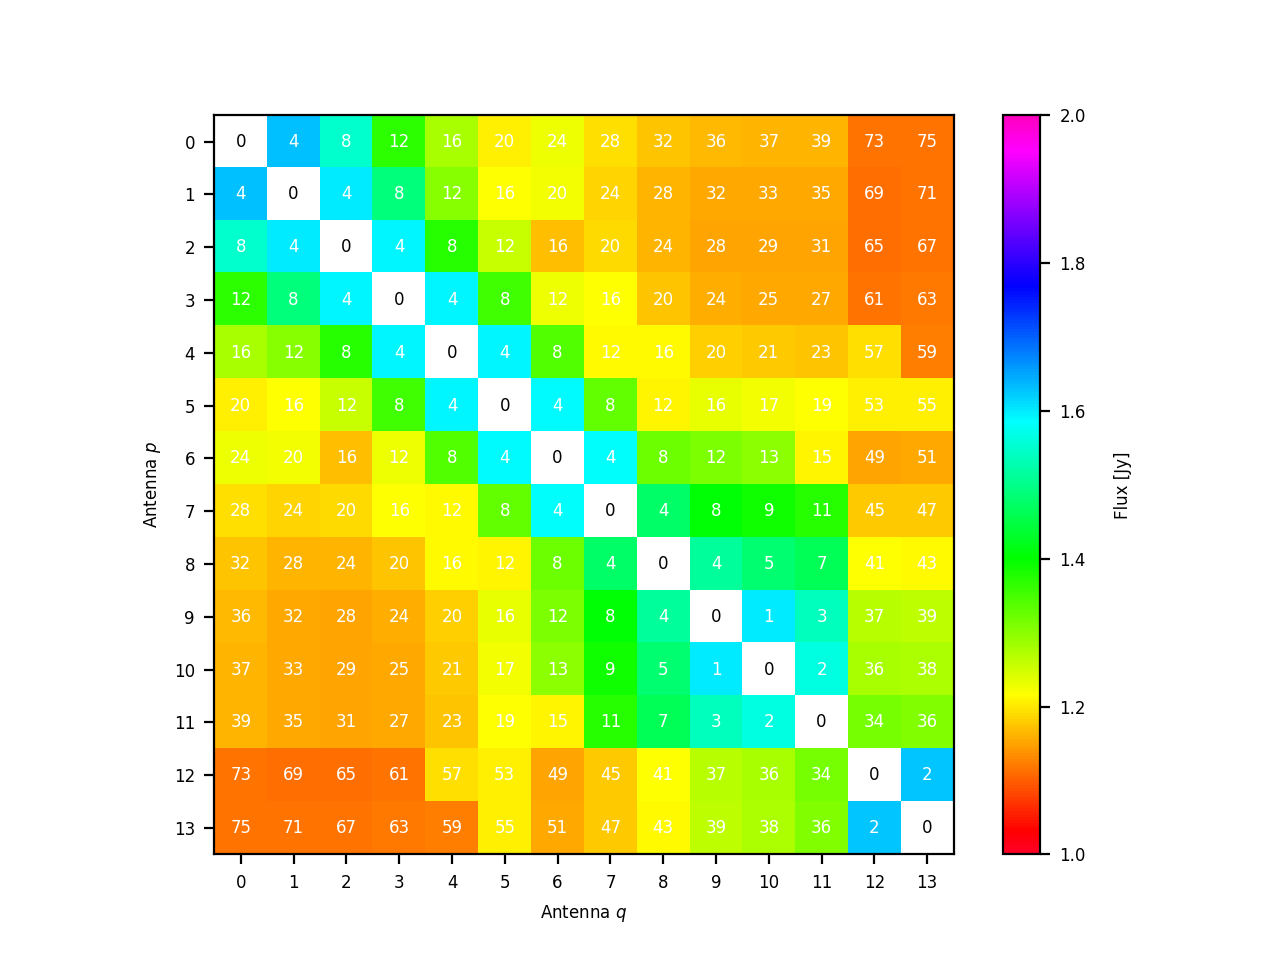 0 0 4 8 12 16 20 24 28 32 36 37 39 73 75
1 4 0 4 8 12 16 20 24 28 32 33 35 69 71
2 8 4 0 4 8 12 16 20 24 28 29 31 65 67
3 12 8 4 0 4 8 12 16 20 24 25 27 61 63
4 16 12 8 4 0 4 8 12 16 20 21 23 57 59
5 20 16 12 8 4 0 4 8 12 16 17 19 53 55
6 24 20 16 12 8 4 0 4 8 12 13 15 49 51
7 28 24 20 16 12 8 4 0 4 8 9 11 45 47
8 32 28 24 20 16 12 8 4 0 4 5 7 41 43
9 36 32 28 24 20 16 12 8 4 0 1 3 37 39
10 37 33 29 25 21 17 13 9 5 1 0 2 36 38
11 39 35 31 27 23 19 15 11 7 3 2 0 34 36
12 73 69 65 61 57 53 49 45 41 37 36 34 0 2
13 75 71 67 63 59 55 51 47 43 39 38 36 2 0
0 1 2 3 4 5 6 7 8 9 10 11 12 13
Antenna q
Antenna p
2.0
1.8
1.6
1.4
1.2
1.0
Flux [Jy]